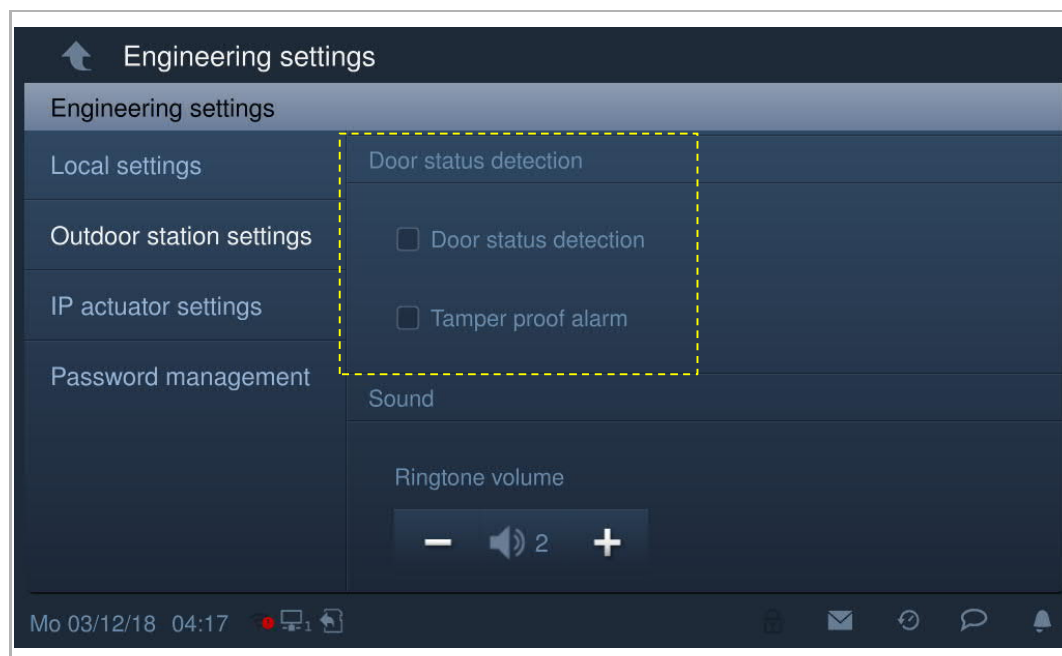 Engineering settings
Engineering settings
Local settings
Door status detection
Outdoor station settings
Door status detection
IP actuator settings
Tamper proof alarm
Password management
Sound
Ringtone volume
2
Mo 03/12/18 04:17 1